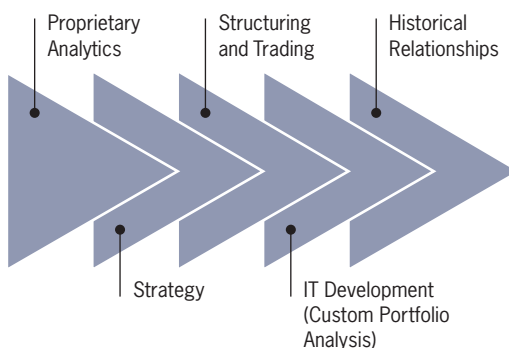 Proprietary
Analytics
Structuring
and Trading
Historical
Relationships
Strategy
IT Development
(Custom Portfolio
Analysis)